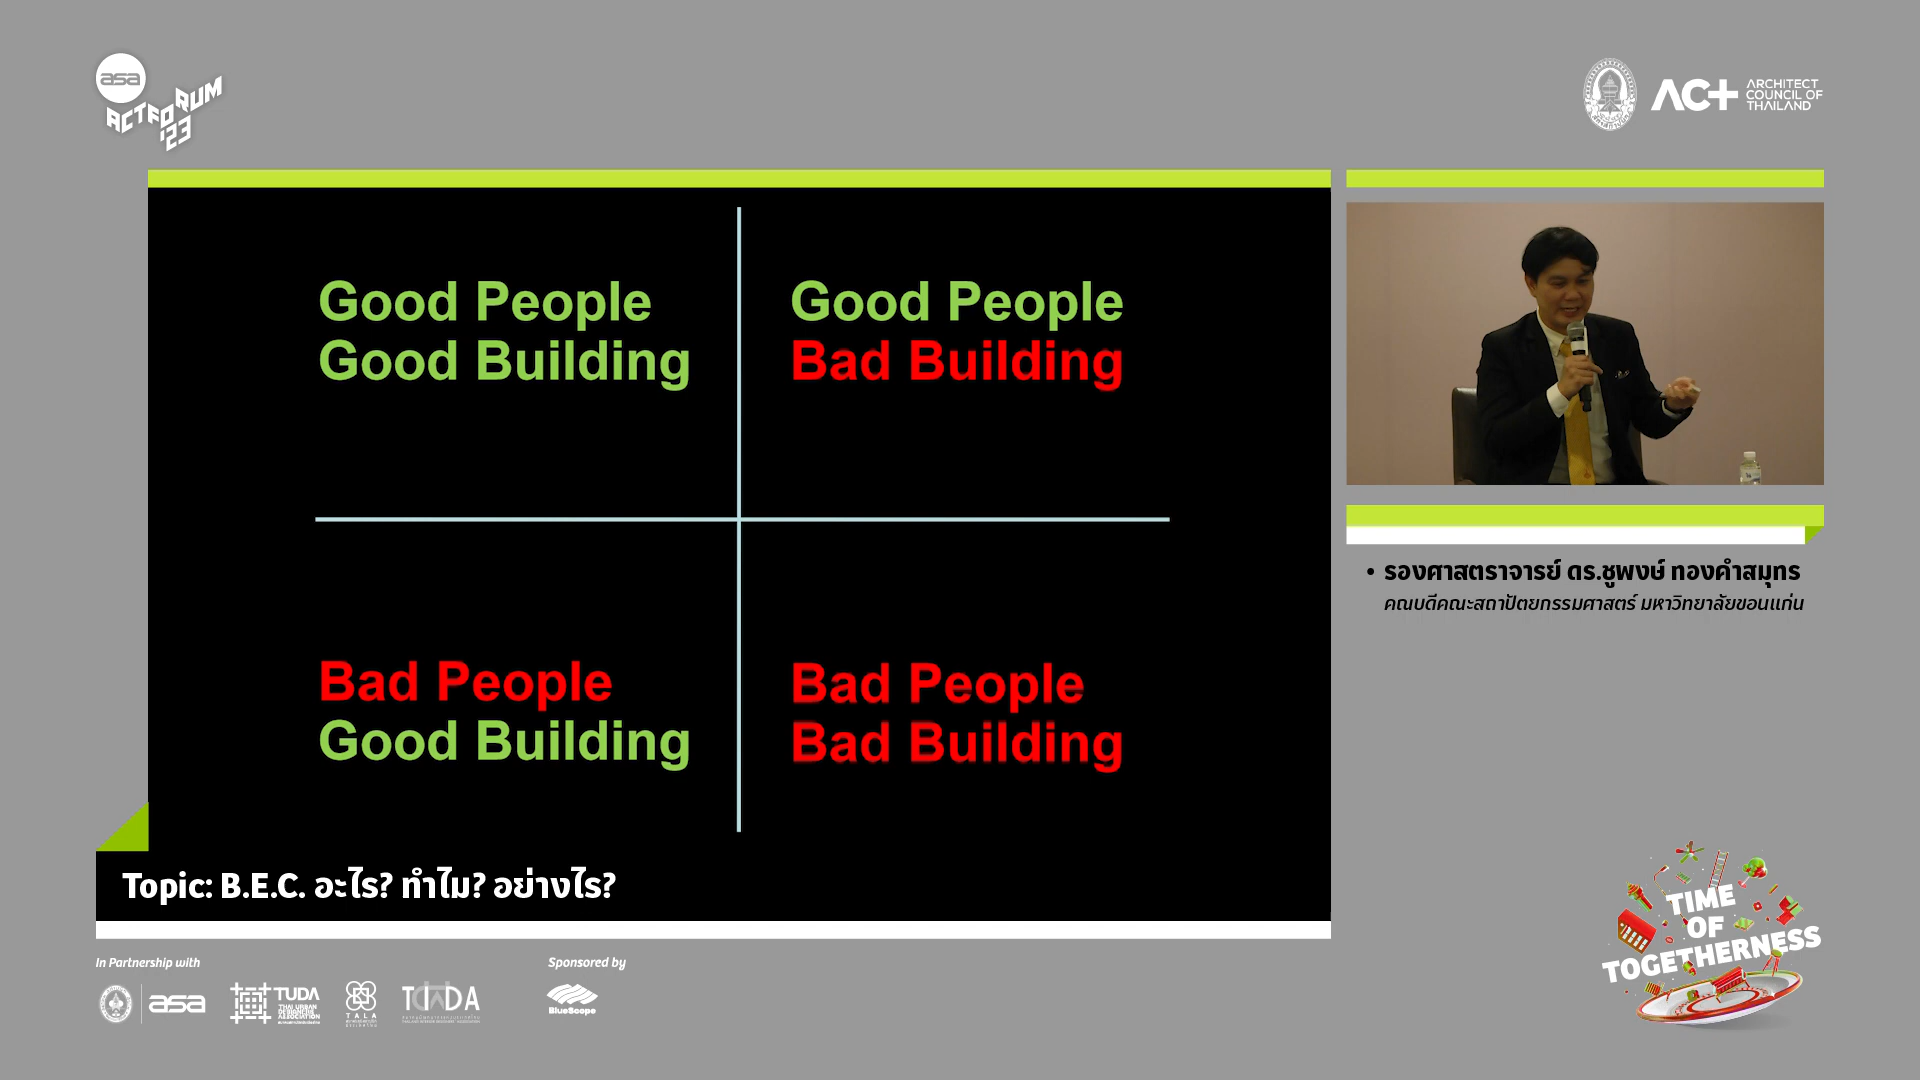 asa
ACTFORUM
'23
ACT
ARCHITECT
COUNCIL OF
THAILAND
Good People
Good Building
Good People
Bad Building
Bad People
Good Building
Bad People
Bad Building
• รองศาสตราจารย์ ดร.ชูพงษ์ ทองคำสมุทร
คณบดีคณะสถาปัตยกรรมศาสตร์ มหาวิทยาลัยขอนแก่น
Topic: B.E.C. อะไร? ทำไม? อย่างไร?
TIME
OF
TOGETHERNESS
In Partnership with
Sponsored by
asa
TUDA
THAI URBAN
DESIGNERS
ASSOCIATION
TALA
TIDA
BlueScope